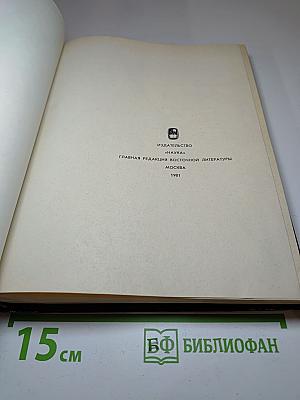 ИЗДАТЕЛЬСТВО
«НАУКА»
ГЛАВНАЯ РЕДАКЦИЯ ВОСТОЧНОЙ ЛИТЕРАТУРЫ
МОСКВА
1981
15 см
БФ БИБЛИОФАН